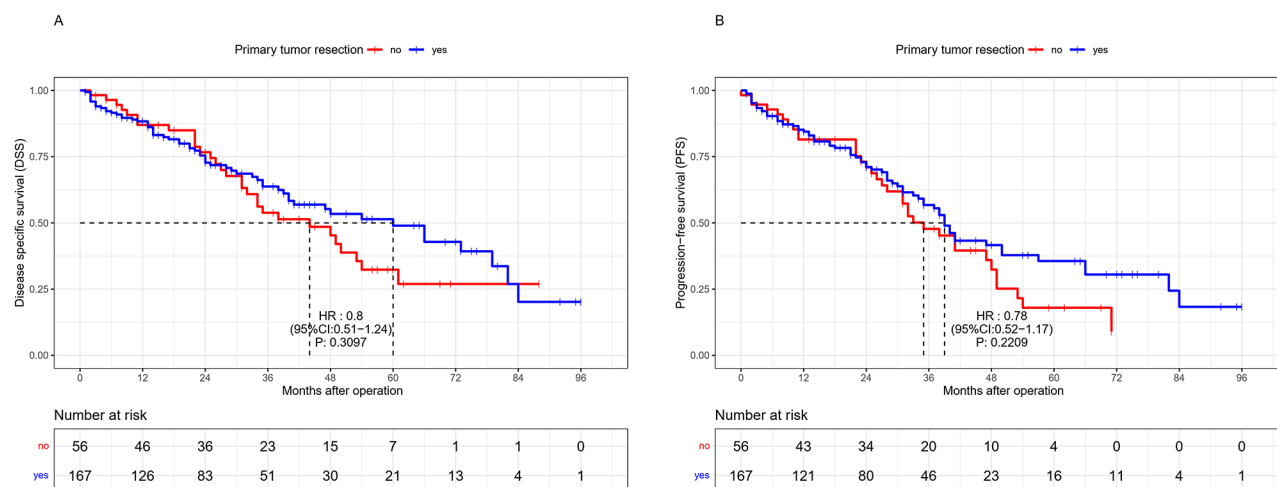 A
Primary tumor resection no yes
Disease specific survival (DSS)
1.00
0.75
0.50
0.25
0.00
HR : 0.8
(95%CI:0.51−1.24)
P: 0.3097
0 12 24 36 48 60 72 84 96
Months after operation
Number at risk
no 56 46 36 23 15 7 1 1 0
yes 167 126 83 51 30 21 13 4 1
B
Primary tumor resection no yes
Progression−free survival (PFS)
1.00
0.75
0.50
0.25
0.00
HR : 0.78
(95%CI:0.52−1.17)
P: 0.2209
0 12 24 36 48 60 72 84 96
Months after operation
Number at risk
no 56 43 34 20 10 4 0 0 0
yes 167 121 80 46 23 16 11 4 1